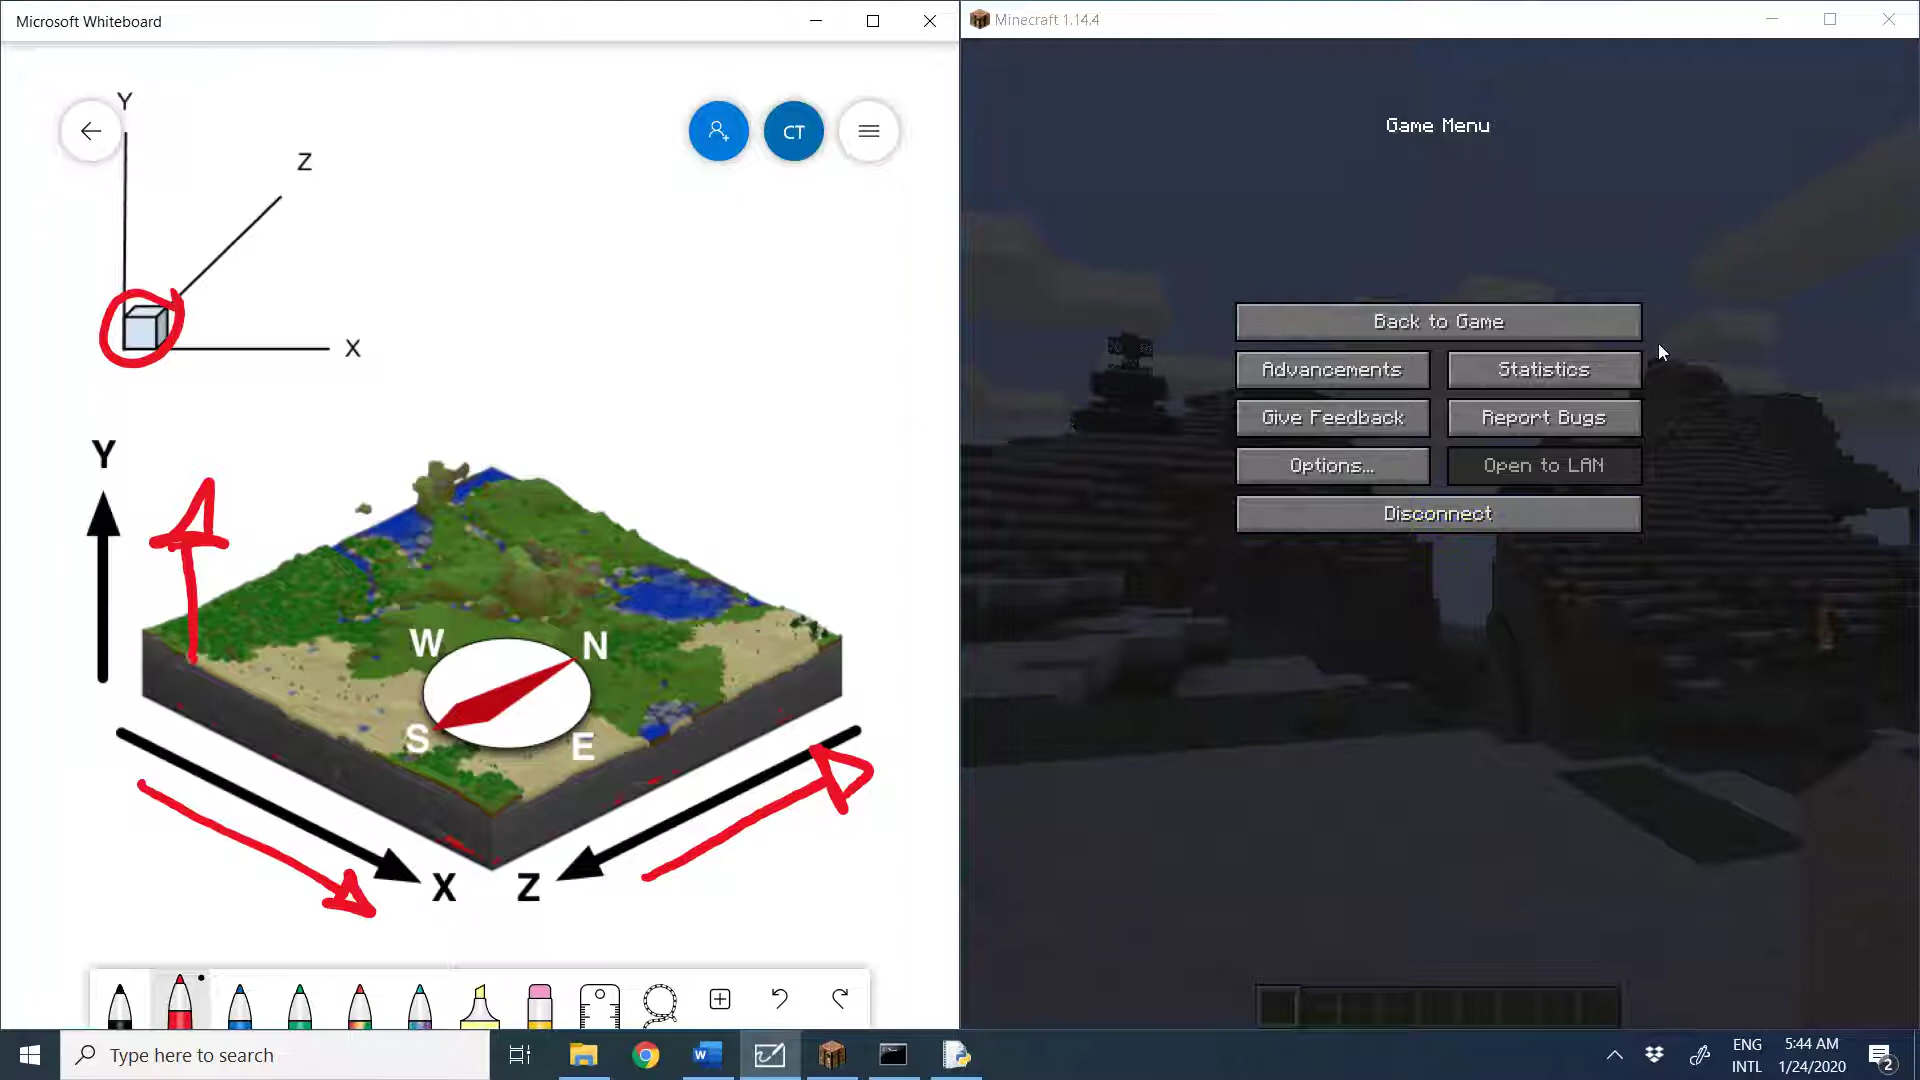 Microsoft Whiteboard
Y
Z
X
CT
Y
W
N
S
E
X
Z
Type here to search
Minecraft 1.14.4
Game Menu
Back to Game
Advancements
Statistics
Give Feedback
Report Bugs
Options...
Open to LAN
Disconnect
W
ENG
INTL
5:44 AM
1/24/2020
2